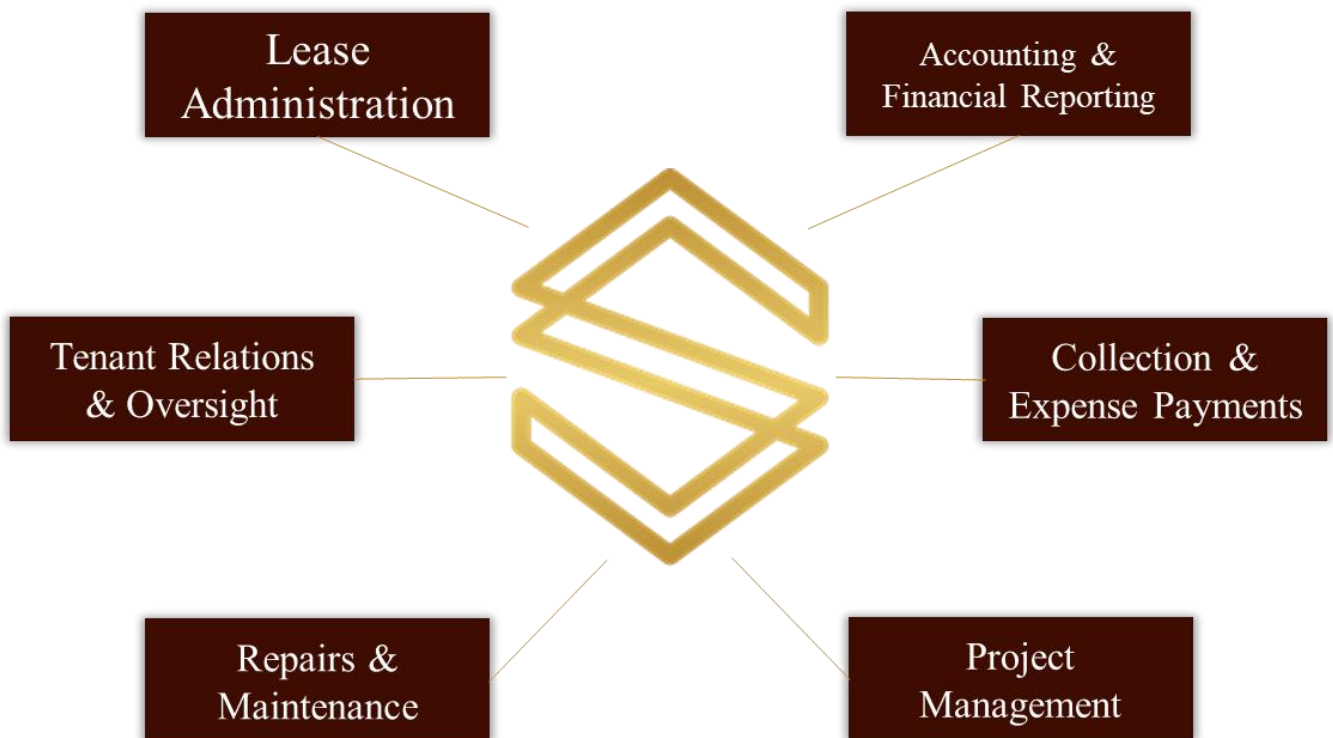 Lease
Administration
Accounting &
Financial Reporting
Tenant Relations
& Oversight
Collection &
Expense Payments
Repairs &
Maintenance
Project
Management